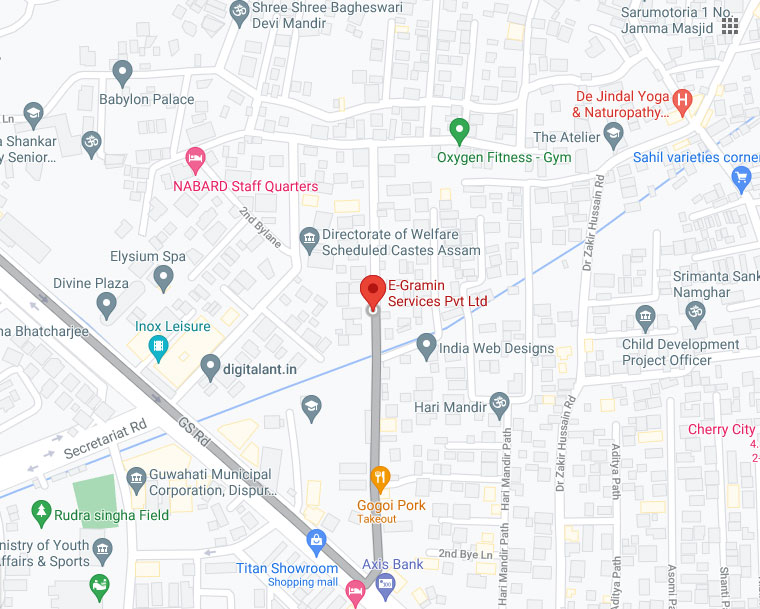 Shree Shree Bagheswari
Devi Mandir
Sarumotoria 1 No.
Jamma Masjid
Babylon Palace
De Jindal Yoga
& Naturopathy...
Ln
a Shankar
y Senior...
The Atelier
Oxygen Fitness - Gym
Sahil varieties corner
NABARD Staff Quarters
2nd Bylane
Dr Zakir Hussain Rd
Directorate of Welfare
Scheduled Castes Assam
Elysium Spa
Divine Plaza
E-Gramin
Services Pvt Ltd
Srimanta Sank
Namghar
na Bhatcharjee
Inox Leisure
India Web Designs
Child Development
Project Officer
digitalant.in
Hari Mandir
GS Rd
Secretariat Rd
Cherry City
4.
2-
Hari Mandir Path
Dr Zakir Hussain Rd
Aditya Path
Guwahati Municipal
Corporation, Dispur...
Gogoi Pork
Takeout
Rudra singha Field
inistry of Youth
ffairs & Sports
2nd Bye Ln
Titan Showroom
Shopping mall
Axis Bank
Hari Mandir Path
Aditya Path
Asomi Pa
Shanti Pa